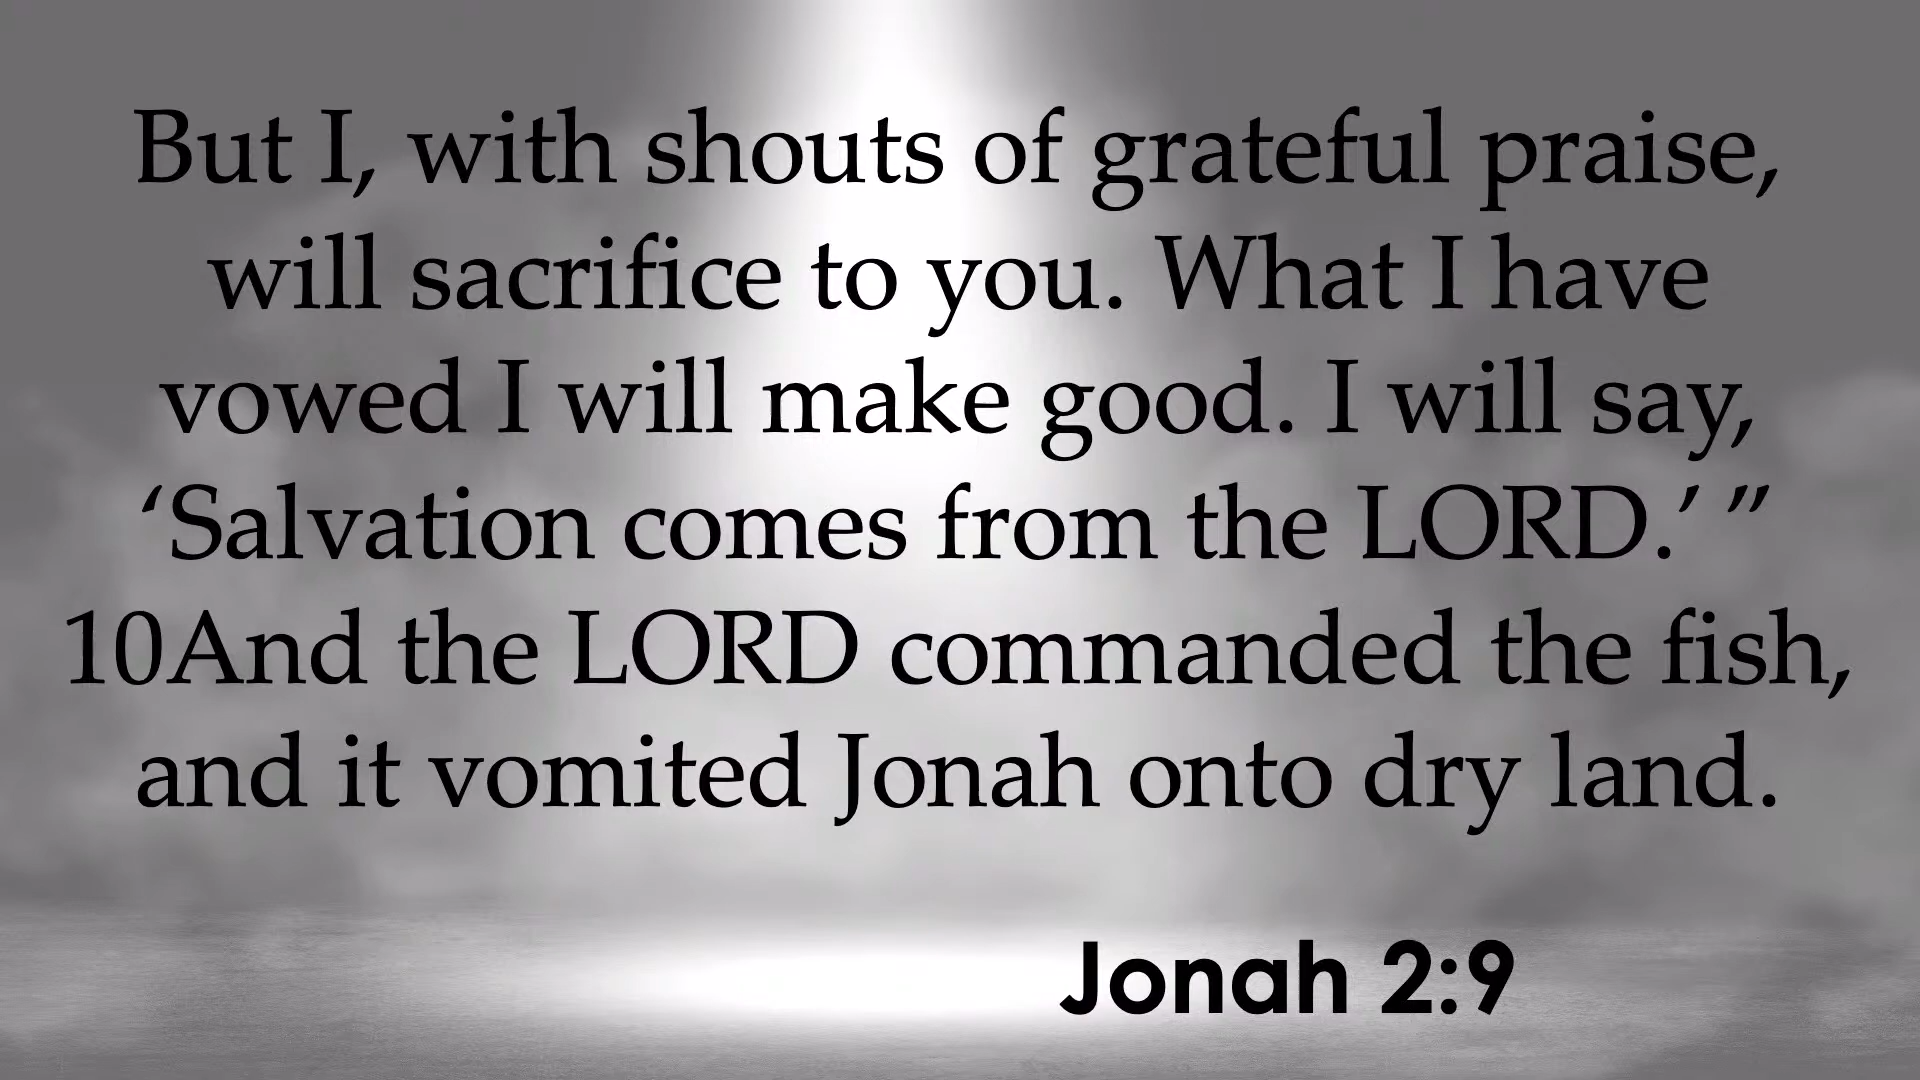 But I, with shouts of grateful praise,
will sacrifice to you. What I have
vowed I will make good. I will say,
‘Salvation comes from the LORD.’ ”
10And the LORD commanded the fish,
and it vomited Jonah onto dry land.
Jonah 2:9